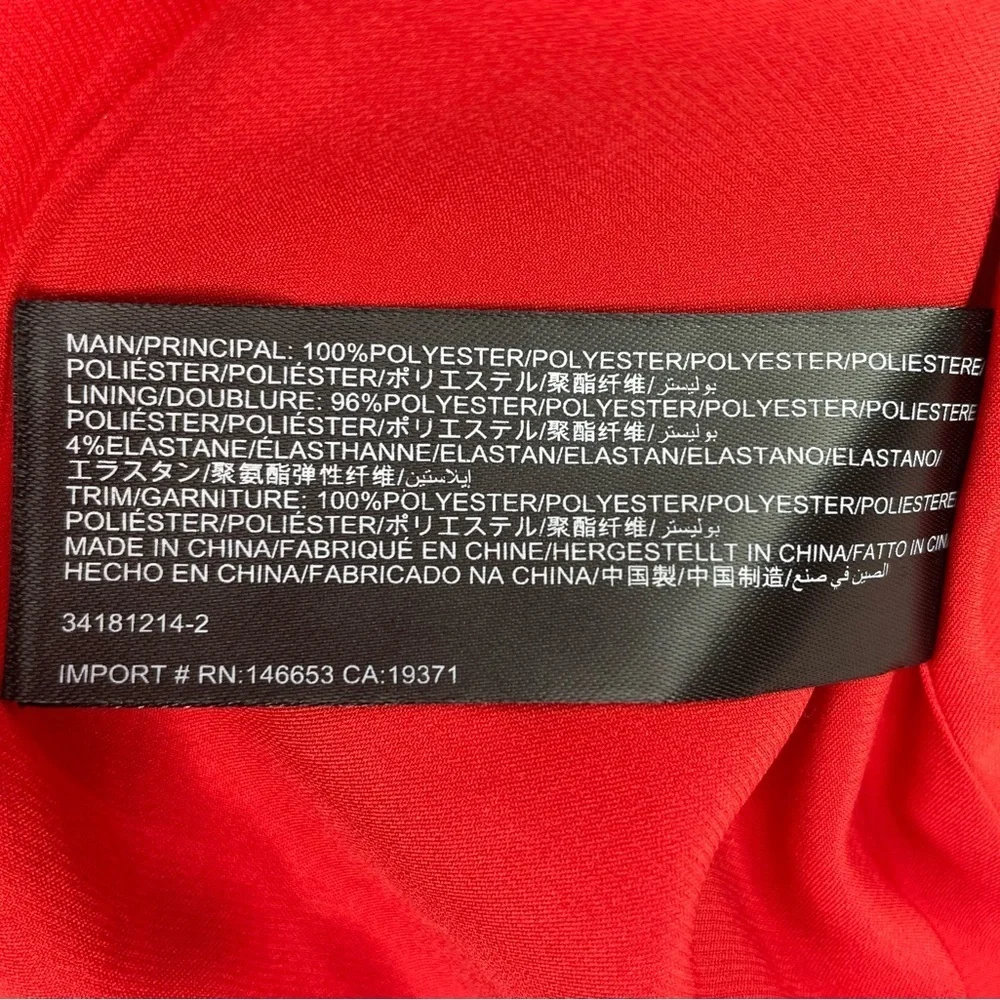 MAIN/PRINCIPAL: 100%POLYESTER/POLYESTER/POLYESTER/POLIESTERE/
POLIÉSTER/POLIÉSTER/ポリエステル/聚酯纤维/بوليستر
LINING/DOUBLURE: 96%POLYESTER/POLYESTER/POLYESTER/POLIESTERE
POLIÉSTER/POLIÉSTER/ポリエステル/聚酯纤维/بوليستر
4%ELASTANE/ÉLASTHANNE/ELASTAN/ELASTAN/ELASTANO/ELASTANO/
エラスタン/聚氨酯弹性纤维/إيلاستين
TRIM/GARNITURE: 100%POLYESTER/POLYESTER/POLYESTER/POLIESTERE
POLIÉSTER/POLIÉSTER/ポリエステル/聚酯纤维/بوليستر
MADE IN CHINA/FABRIQUÉ EN CHINE/HERGESTELLT IN CHINA/FATTO IN
HECHO EN CHINA/FABRICADO NA CHINA/中国製/中国制造/الصين في صنع
34181214-2
IMPORT # RN:146653 CA:19371